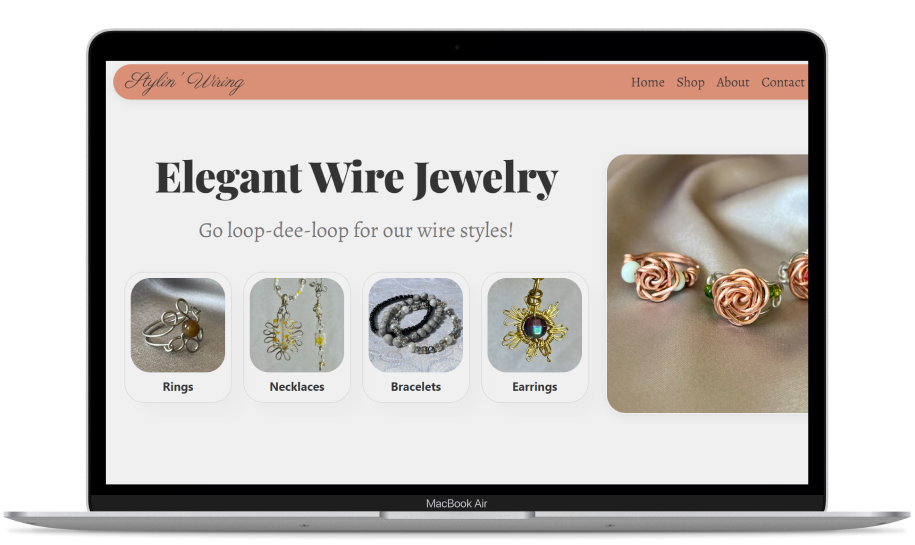 Stylin' Wiring
Home Shop About Contact
Elegant Wire Jewelry
Go loop-dee-loop for our wire styles!
Rings Necklaces Bracelets Earrings
MacBook Air